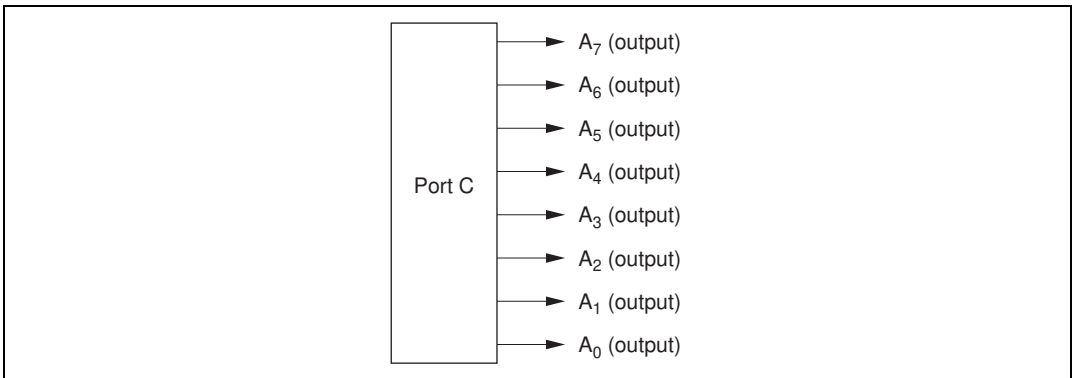 A7 (output)
A6 (output)
A5 (output)
A4 (output)
Port C
A3 (output)
A2 (output)
A1 (output)
A0 (output)